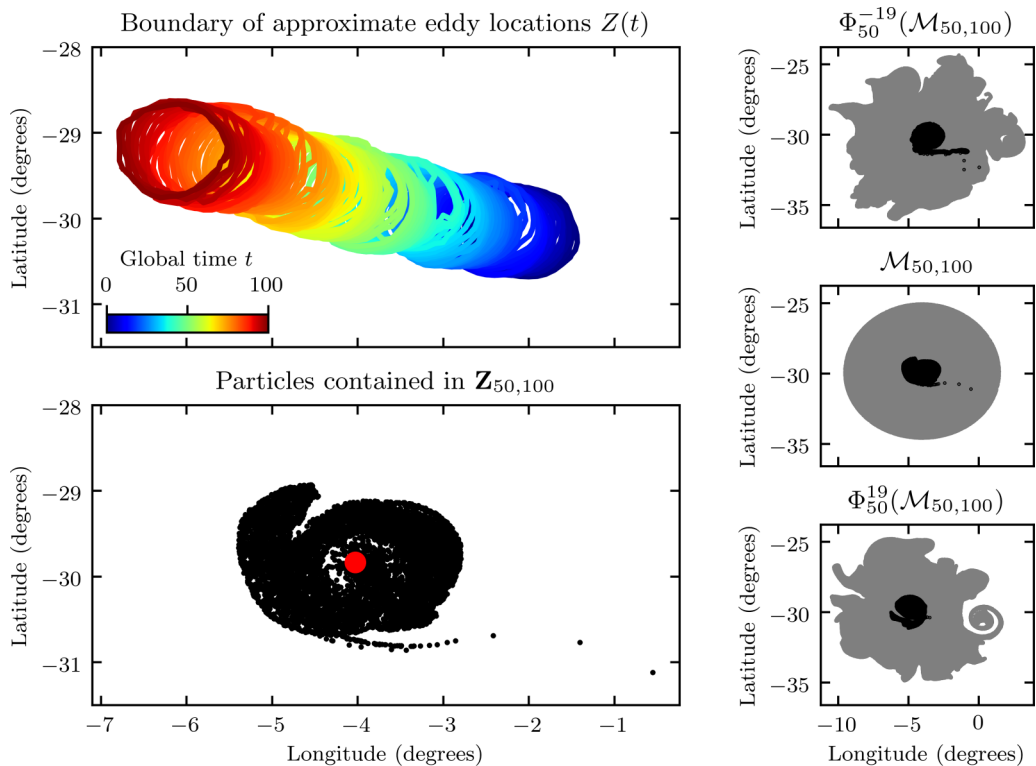 Boundary of approximate eddy locations Z(t)
−28
−29
−30
−31
Latitude (degrees)
Global time t
0 50 100
Particles contained in Z₅₀,₁₀₀
−28
−29
−30
−31
Latitude (degrees)
−7 −6 −5 −4 −3 −2 −1
Longitude (degrees)
Φ₅₀⁻¹⁹(ℳ₅₀,₁₀₀)
−25
−30
−35
Latitude (degrees)
ℳ₅₀,₁₀₀
−25
−30
−35
Latitude (degrees)
Φ₅₀¹⁹(ℳ₅₀,₁₀₀)
−25
−30
−35
Latitude (degrees)
−10 −5 0
Longitude (degrees)